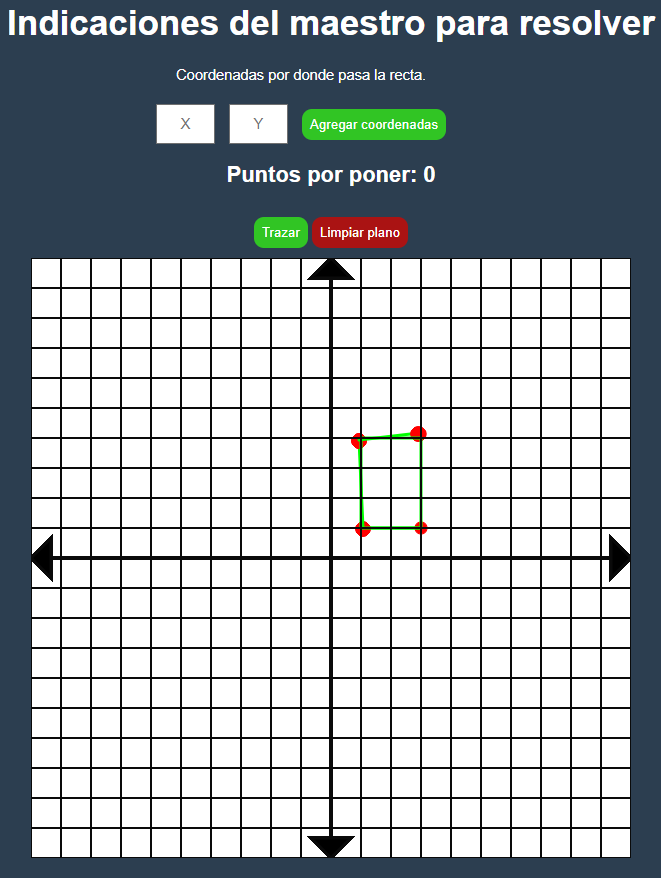 Indicaciones del maestro para resolver
Coordenadas por donde pasa la recta.
X Y Agregar coordenadas
Puntos por poner: 0
Trazar Limpiar plano